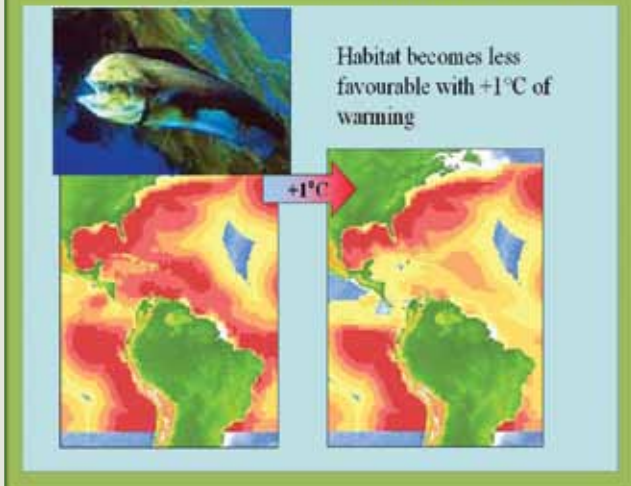 Habitat becomes less
favourable with +1°C of
warming
+1°C